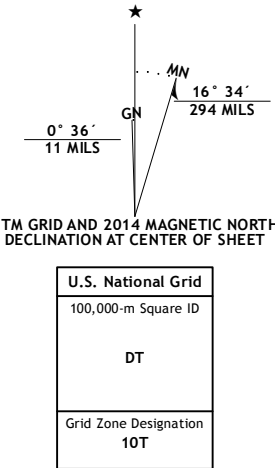 ★
MN
GN
16° 34´
294 MILS
0° 36´
11 MILS
TM GRID AND 2014 MAGNETIC NORTH
DECLINATION AT CENTER OF SHEET
U.S. National Grid
100,000-m Square ID
DT
Grid Zone Designation
10T